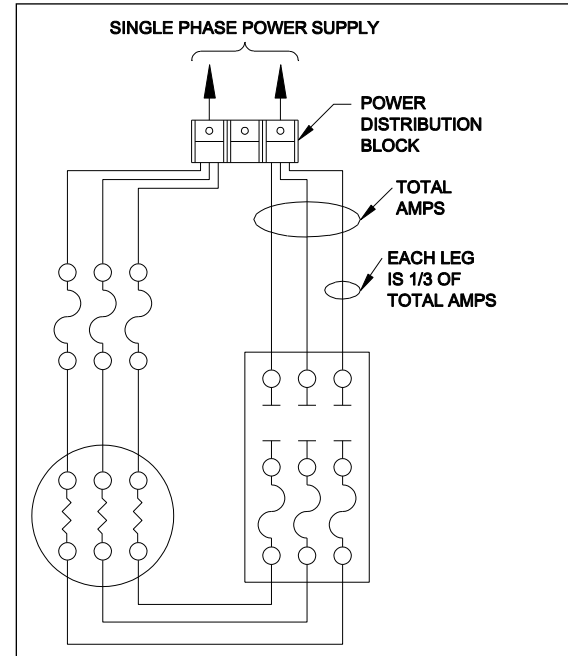 SINGLE PHASE POWER SUPPLY
POWER
DISTRIBUTION
BLOCK
TOTAL
AMPS
EACH LEG
IS 1/3 OF
TOTAL AMPS